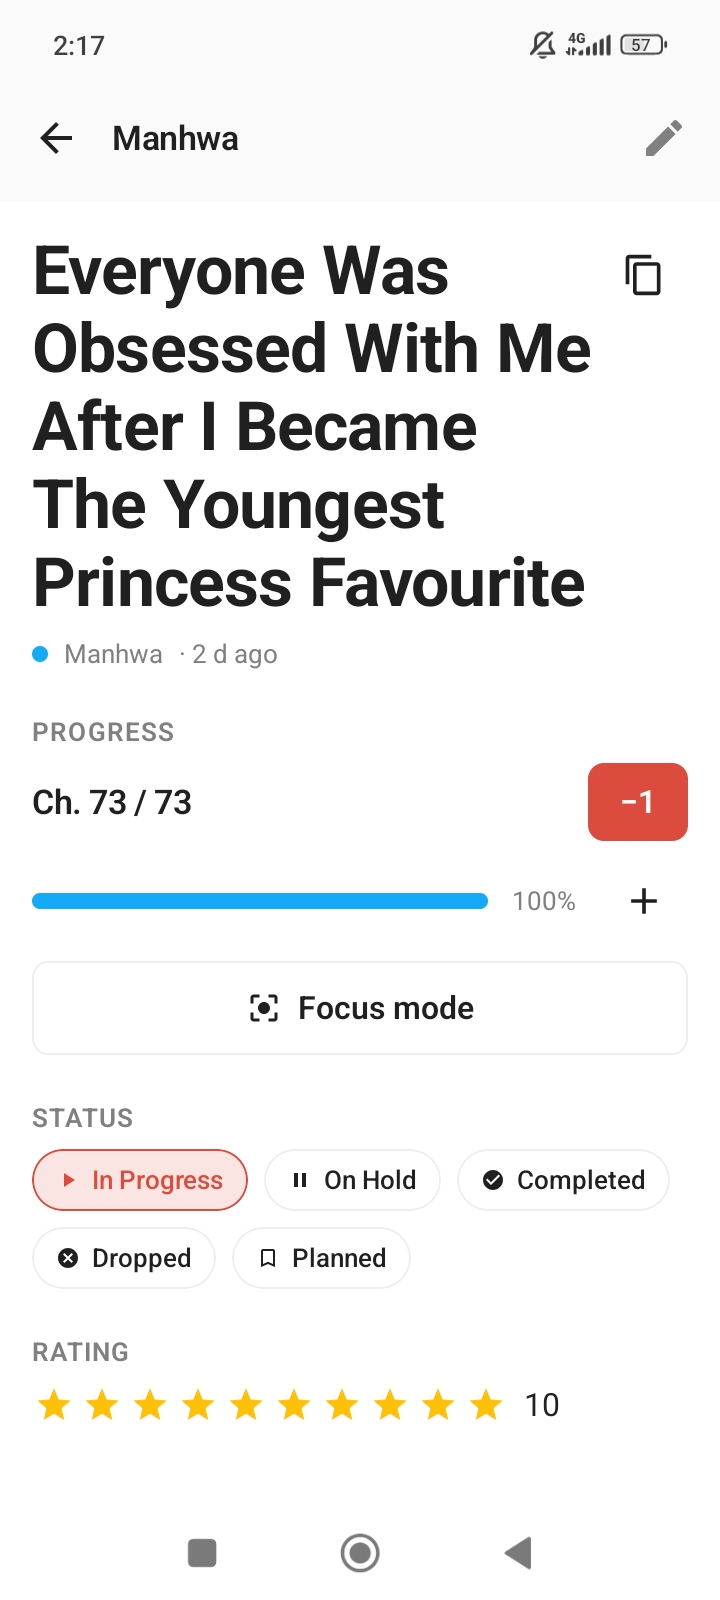 2:17
4G
57
Manhwa
Everyone Was
Obsessed With Me
After I Became
The Youngest
Princess Favourite
Manhwa · 2 d ago
PROGRESS
Ch. 73 / 73
−1
100%
Focus mode
STATUS
In Progress
On Hold
Completed
Dropped
Planned
RATING
10